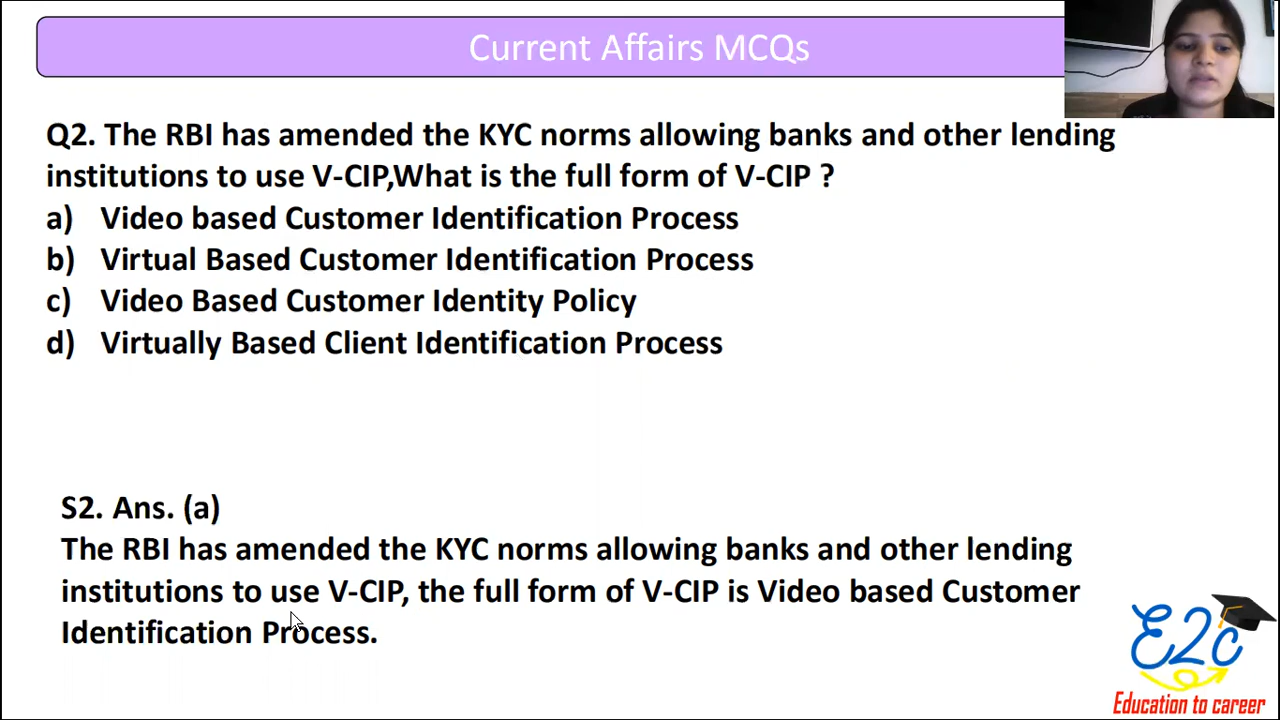 Current Affairs MCQs
Q2. The RBI has amended the KYC norms allowing banks and other lending
institutions to use V-CIP,What is the full form of V-CIP ?
a) Video based Customer Identification Process
b) Virtual Based Customer Identification Process
c) Video Based Customer Identity Policy
d) Virtually Based Client Identification Process
S2. Ans. (a)
The RBI has amended the KYC norms allowing banks and other lending
institutions to use V-CIP, the full form of V-CIP is Video based Customer
Identification Process.
E2c
Education to career